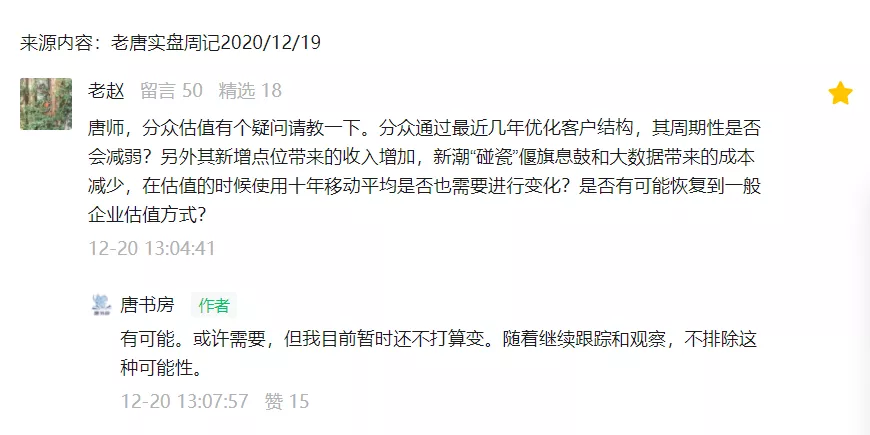 来源内容：老唐实盘周记2020/12/19
老赵 留言 50 精选 18
唐师，分众估值有个疑问请教一下。分众通过最近几年优化客户结构，其周期性是否
会减弱？另外其新增点位带来的收入增加，新潮“碰瓷”偃旗息鼓和大数据带来的成本
减少，在估值的时候使用十年移动平均是否也需要进行变化？是否有可能恢复到一般
企业估值方式？
12-20 13:04:41
唐书房 作者
有可能。或许需要，但我目前暂时还不打算变。随着继续跟踪和观察，不排除这
种可能性。
12-20 13:07:57 赞 15